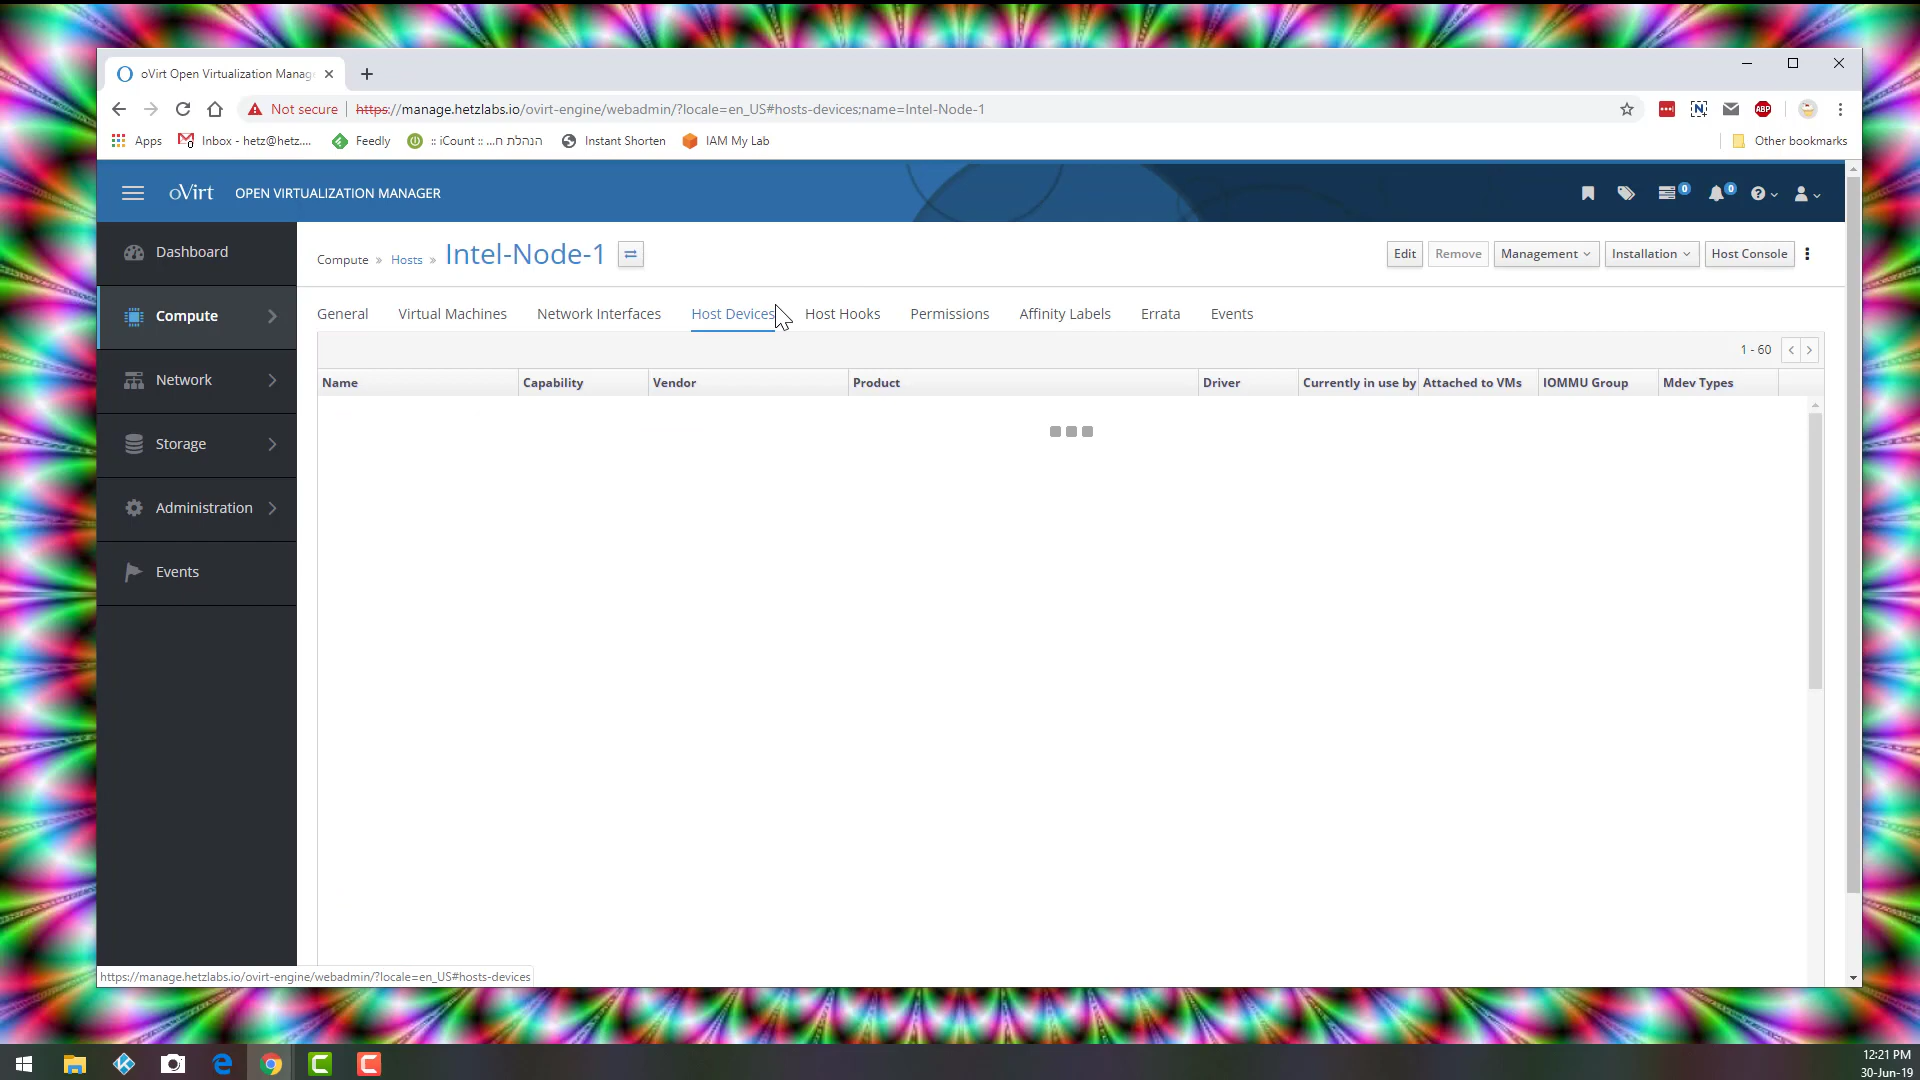 oVirt Open Virtualization Manag
Not secure
https://manage.hetzlabs.io/ovirt-engine/webadmin/?locale=en_US#hosts-devices;name=Intel-Node-1
ABP
Apps
Inbox - hetz@hetz....
Feedly
:: iCount :: ...הנהלת ח
Instant Shorten
IAM My Lab
Other bookmarks
oVirt OPEN VIRTUALIZATION MANAGER
0
0
Dashboard
Compute
Network
Storage
Administration
Events
Compute » Hosts » Intel-Node-1
Edit
Remove
Management
Installation
Host Console
General
Virtual Machines
Network Interfaces
Host Devices
Host Hooks
Permissions
Affinity Labels
Errata
Events
1 - 60
Name
Capability
Vendor
Product
Driver
Currently in use by
Attached to VMs
IOMMU Group
Mdev Types
https://manage.hetzlabs.io/ovirt-engine/webadmin/?locale=en_US#hosts-devices
12:21 PM
30-Jun-19